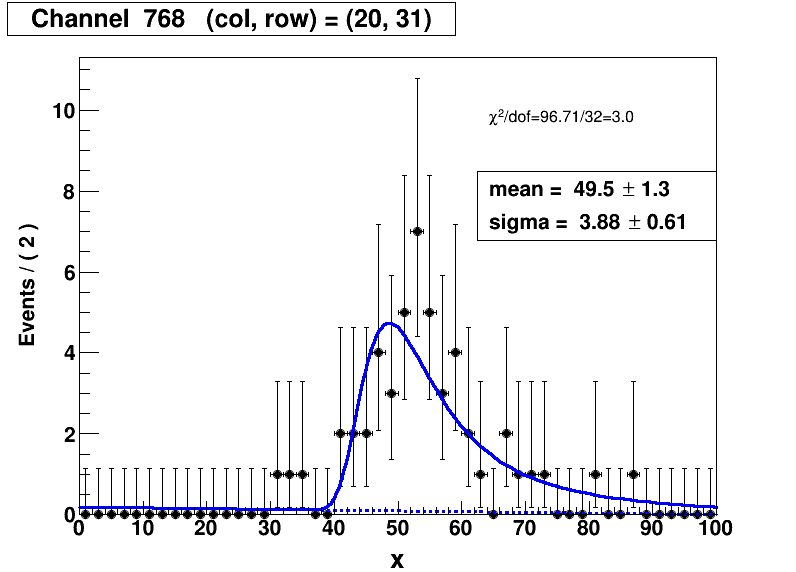 Channel 768 (col, row) = (20, 31)
χ²/dof=96.71/32=3.0
mean = 49.5 ± 1.3
sigma = 3.88 ± 0.61
Events / ( 2 )
10
8
6
4
2
0
0 10 20 30 40 50 60 70 80 90 100
x